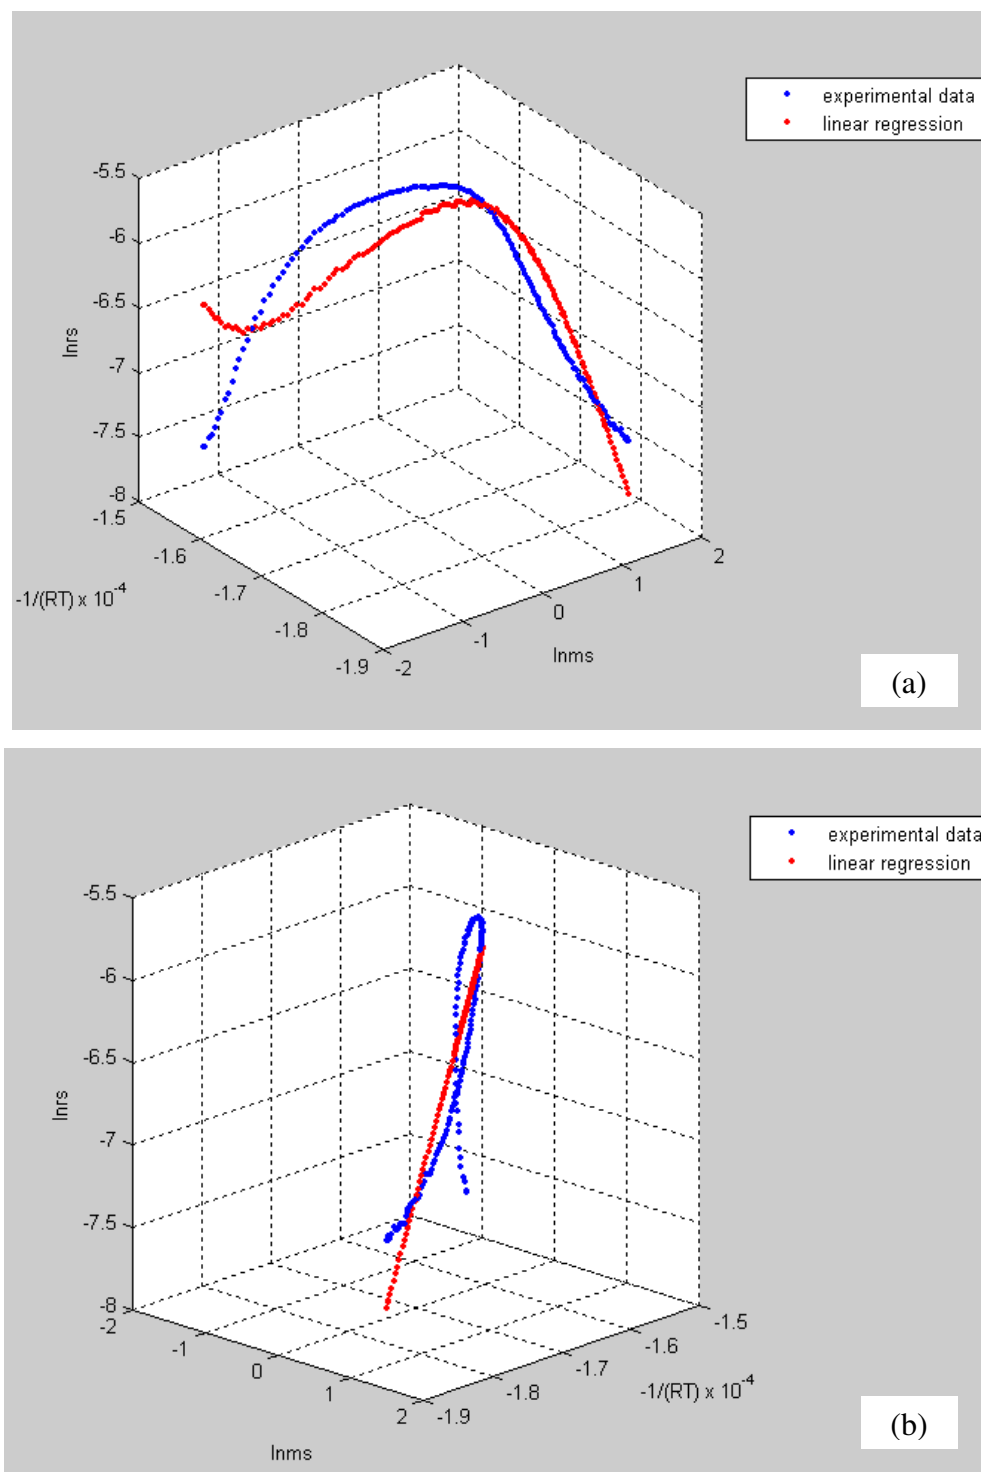 experimental data
linear regression
-5.5
-6
-6.5
-7
-7.5
-8
lnrs
-1.5
-1.6
-1.7
-1.8
-1.9
-1/(RT) x 10^-4
-2
-1
0
1
2
lnms
(a)
experimental data
linear regression
-5.5
-6
-6.5
-7
-7.5
-8
lnrs
-2
-1
0
1
2
lnms
-1.9
-1.8
-1.7
-1.6
-1.5
-1/(RT) x 10^-4
(b)